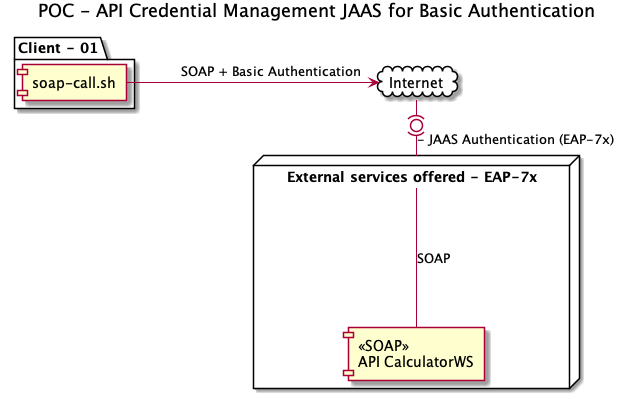 POC - API Credential Management JAAS for Basic Authentication
Client - 01
soap-call.sh
SOAP + Basic Authentication
Internet
- JAAS Authentication (EAP-7x)
External services offered - EAP-7x
SOAP
«SOAP»
API CalculatorWS